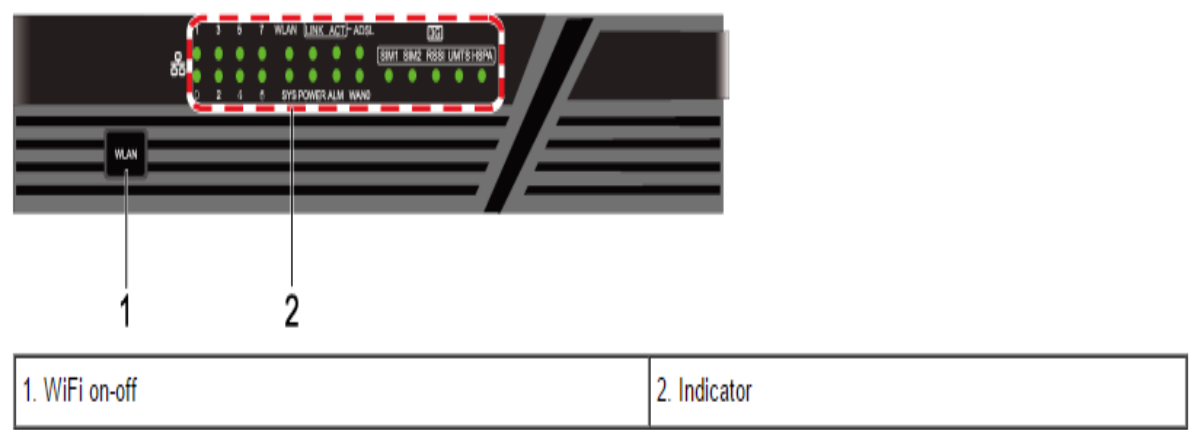 1 3 5 7 WLAN LINK ACT ADSL 3G
SIM1 SIM2 RSSI UMTS HSPA
0 2 4 6 SYS POWER ALM WAN0
WLAN
1 2
1. WiFi on-off 2. Indicator